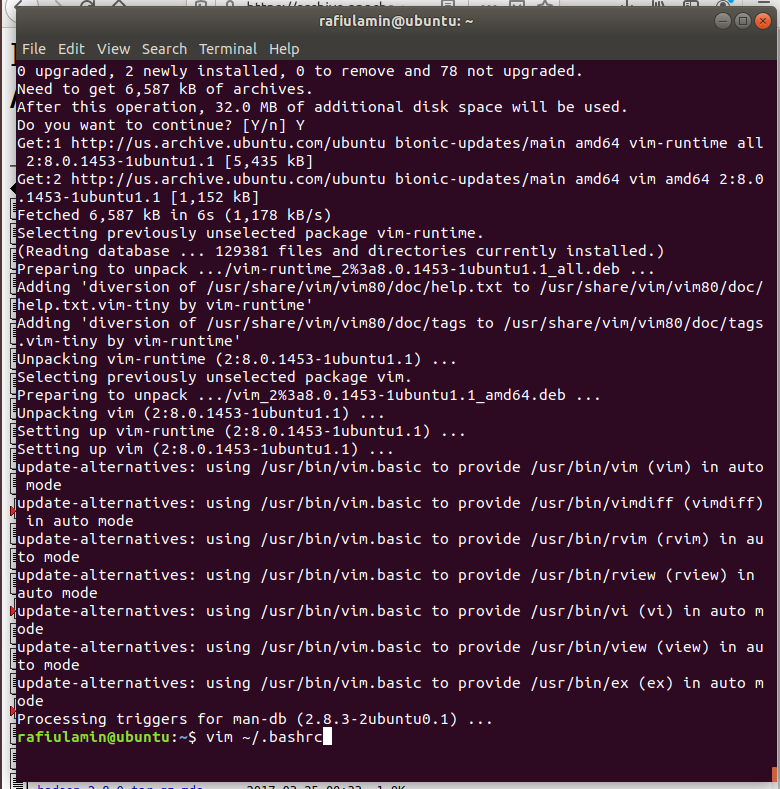 rafiulamin@ubuntu: ~
File Edit View Search Terminal Help
0 upgraded, 2 newly installed, 0 to remove and 78 not upgraded.
Need to get 6,587 kB of archives.
After this operation, 32.0 MB of additional disk space will be used.
Do you want to continue? [Y/n] Y
Get:1 http://us.archive.ubuntu.com/ubuntu bionic-updates/main amd64 vim-runtime all
 2:8.0.1453-1ubuntu1.1 [5,435 kB]
Get:2 http://us.archive.ubuntu.com/ubuntu bionic-updates/main amd64 vim amd64 2:8.0
.1453-1ubuntu1.1 [1,152 kB]
Fetched 6,587 kB in 6s (1,178 kB/s)
Selecting previously unselected package vim-runtime.
(Reading database ... 129381 files and directories currently installed.)
Preparing to unpack .../vim-runtime_2%3a8.0.1453-1ubuntu1.1_all.deb ...
Adding 'diversion of /usr/share/vim/vim80/doc/help.txt to /usr/share/vim/vim80/doc/
help.txt.vim-tiny by vim-runtime'
Adding 'diversion of /usr/share/vim/vim80/doc/tags to /usr/share/vim/vim80/doc/tags
.vim-tiny by vim-runtime'
Unpacking vim-runtime (2:8.0.1453-1ubuntu1.1) ...
Selecting previously unselected package vim.
Preparing to unpack .../vim_2%3a8.0.1453-1ubuntu1.1_amd64.deb ...
Unpacking vim (2:8.0.1453-1ubuntu1.1) ...
Setting up vim-runtime (2:8.0.1453-1ubuntu1.1) ...
Setting up vim (2:8.0.1453-1ubuntu1.1) ...
update-alternatives: using /usr/bin/vim.basic to provide /usr/bin/vim (vim) in auto
 mode
update-alternatives: using /usr/bin/vim.basic to provide /usr/bin/vimdiff (vimdiff)
 in auto mode
update-alternatives: using /usr/bin/vim.basic to provide /usr/bin/rvim (rvim) in au
to mode
update-alternatives: using /usr/bin/vim.basic to provide /usr/bin/rview (rview) in
auto mode
update-alternatives: using /usr/bin/vim.basic to provide /usr/bin/vi (vi) in auto m
ode
update-alternatives: using /usr/bin/vim.basic to provide /usr/bin/view (view) in au
to mode
update-alternatives: using /usr/bin/vim.basic to provide /usr/bin/ex (ex) in auto m
ode
Processing triggers for man-db (2.8.3-2ubuntu0.1) ...
rafiulamin@ubuntu:~$ vim ~/.bashrc